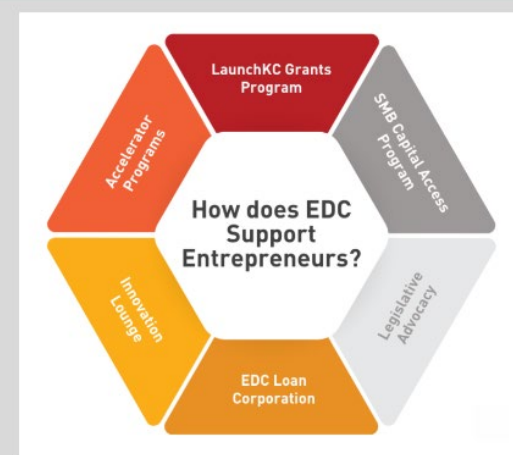 LaunchKC Grants
Program
SMB Capital Access
Program
Legislative
Advocacy
EDC Loan
Corporation
Innovation
Lounge
Accelerator
Programs
How does EDC
Support
Entrepreneurs?